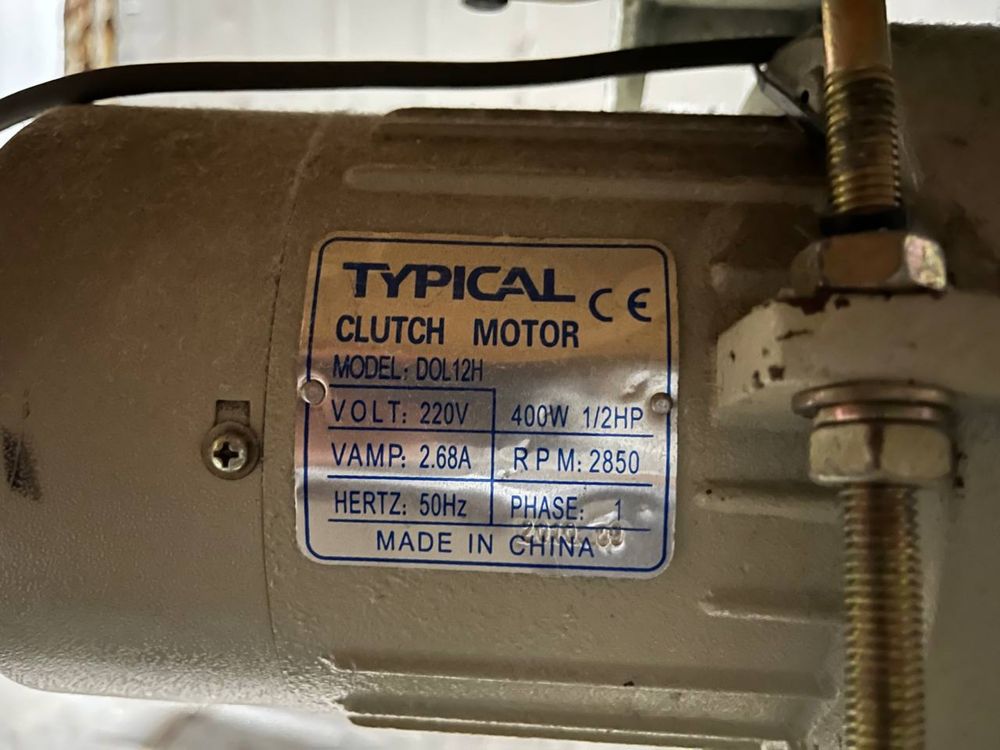 TYPICAL CE
CLUTCH MOTOR
MODEL: DOL12H
VOLT: 220V 400W 1/2HP
VAMP: 2.68A RPM: 2850
HERTZ: 50Hz PHASE: 1
MADE IN CHINA